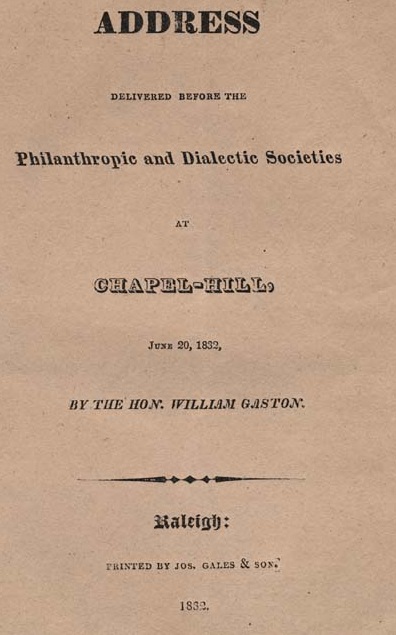 ADDRESS
DELIVERED BEFORE THE
Philanthropic and Dialectic Societies
AT
CHAPEL-HILL,
JUNE 20, 1832,
BY THE HON. WILLIAM GASTON.
Raleigh:
PRINTED BY JOS. GALES & SON.
1832.